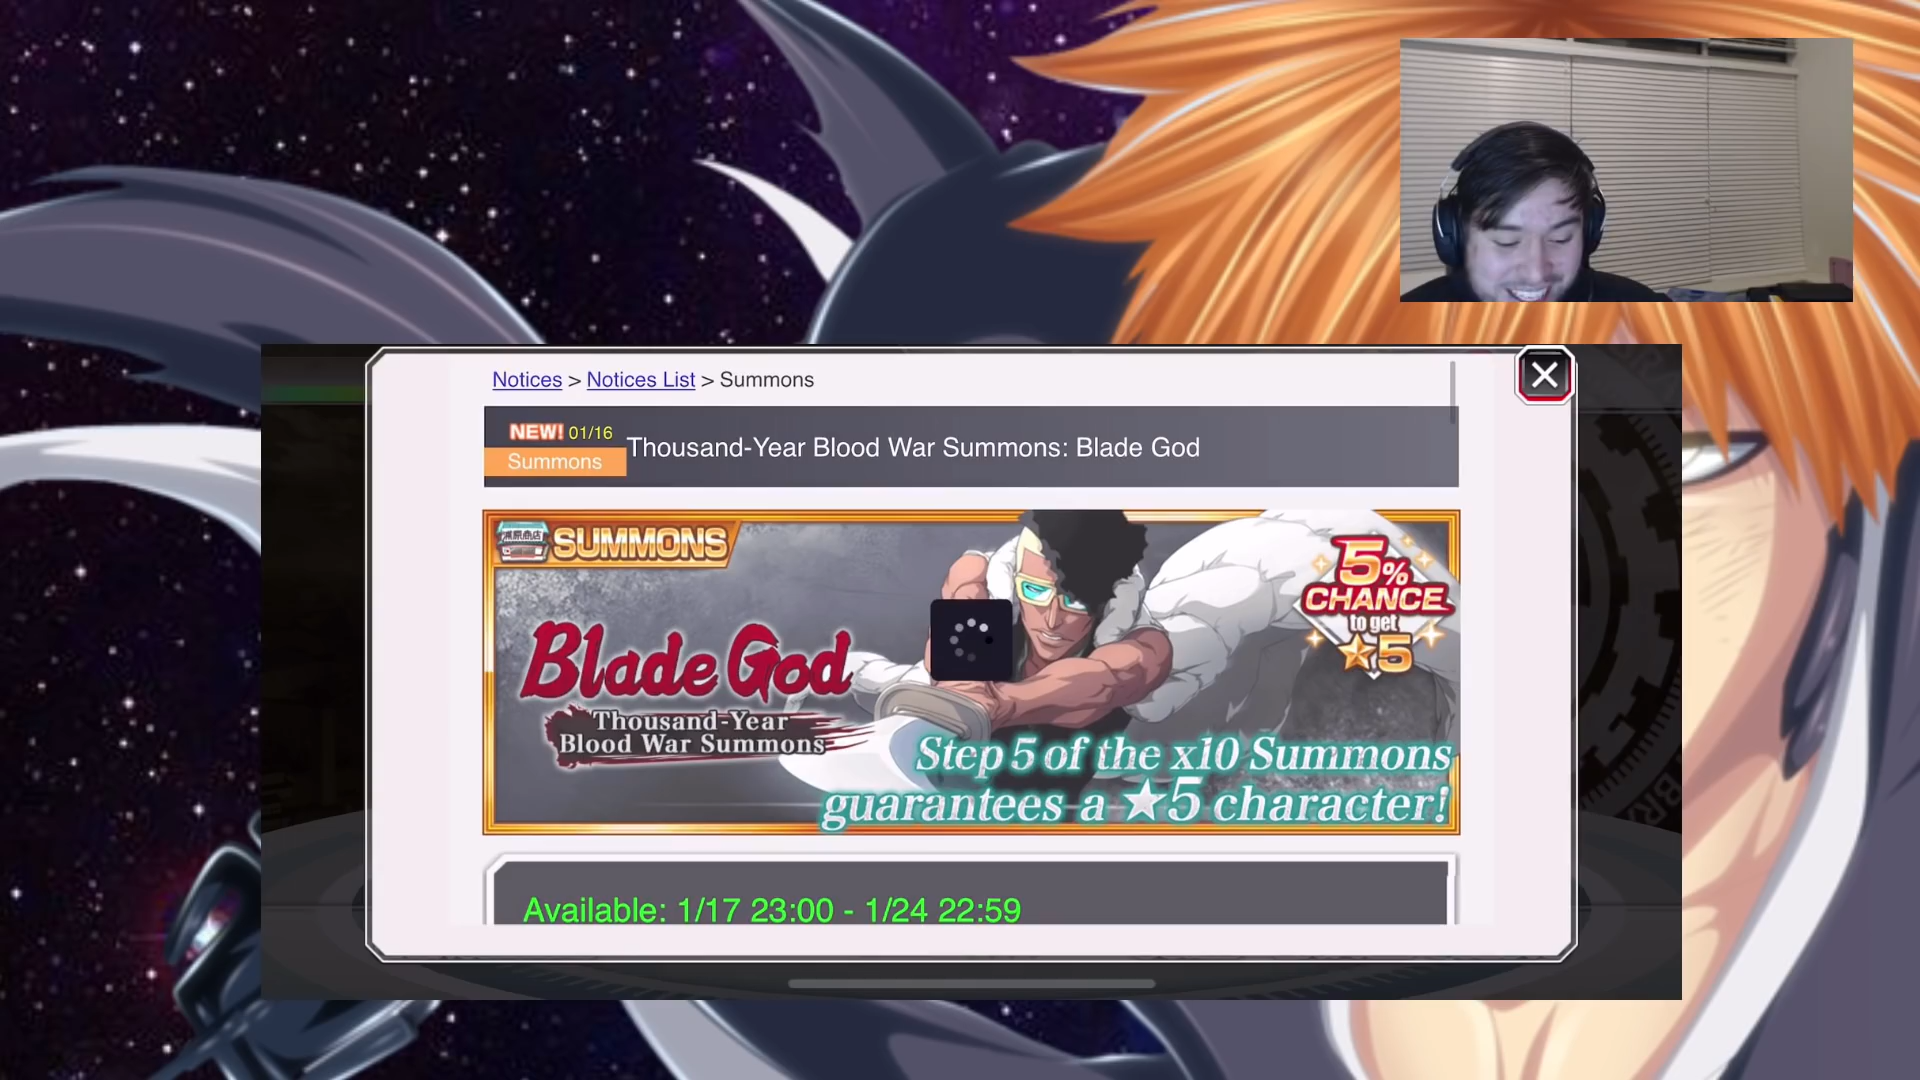 Notices > Notices List > Summons
NEW! 01/16
Summons
Thousand-Year Blood War Summons: Blade God
SUMMONS
5%
CHANCE
to get
★5
Blade God
Thousand-Year
Blood War Summons
Step 5 of the x10 Summons
guarantees a ★5 character!
Available: 1/17 23:00 - 1/24 22:59